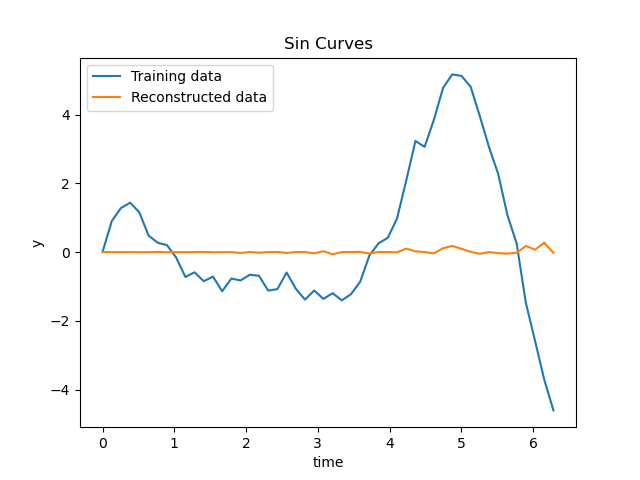 Sin Curves
Training data
Reconstructed data
4
2
0
−2
−4
y
0 1 2 3 4 5 6
time